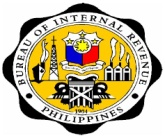 BUREAU OF INTERNAL REVENUE
1904
PHILIPPINES